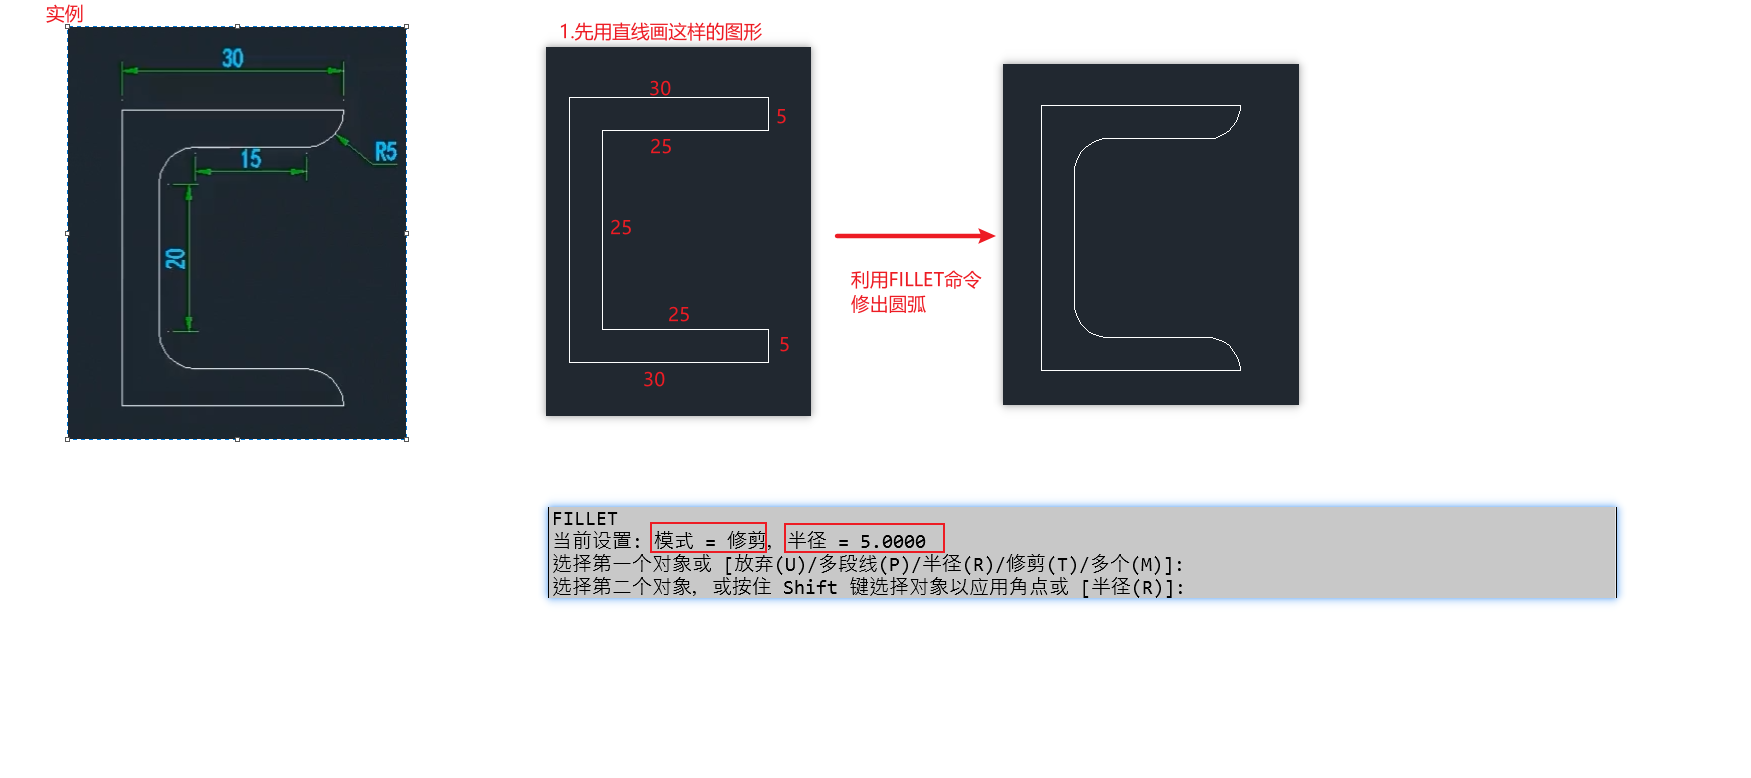 实例
30
R5
15
20
1.先用直线画这样的图形
30
5
25
25
25
5
30
利用FILLET命令
修出圆弧
FILLET
当前设置: 模式 = 修剪, 半径 = 5.0000
选择第一个对象或 [放弃(U)/多段线(P)/半径(R)/修剪(T)/多个(M)]:
选择第二个对象, 或按住 Shift 键选择对象以应用角点或 [半径(R)]: